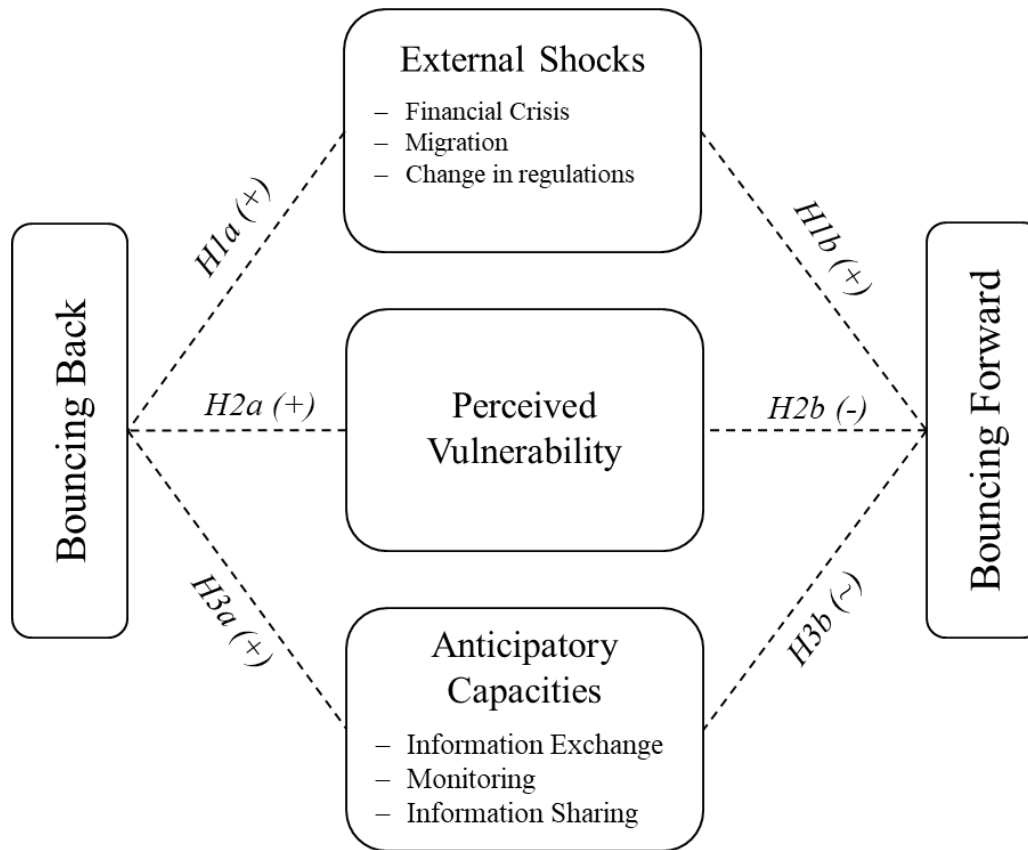 External Shocks
– Financial Crisis
– Migration
– Change in regulations
H1a (+)
H1b (+)
Bouncing Back
H2a (+)
Perceived
Vulnerability
H2b (-)
Bouncing Forward
H3a (+)
H3b (~)
Anticipatory
Capacities
– Information Exchange
– Monitoring
– Information Sharing